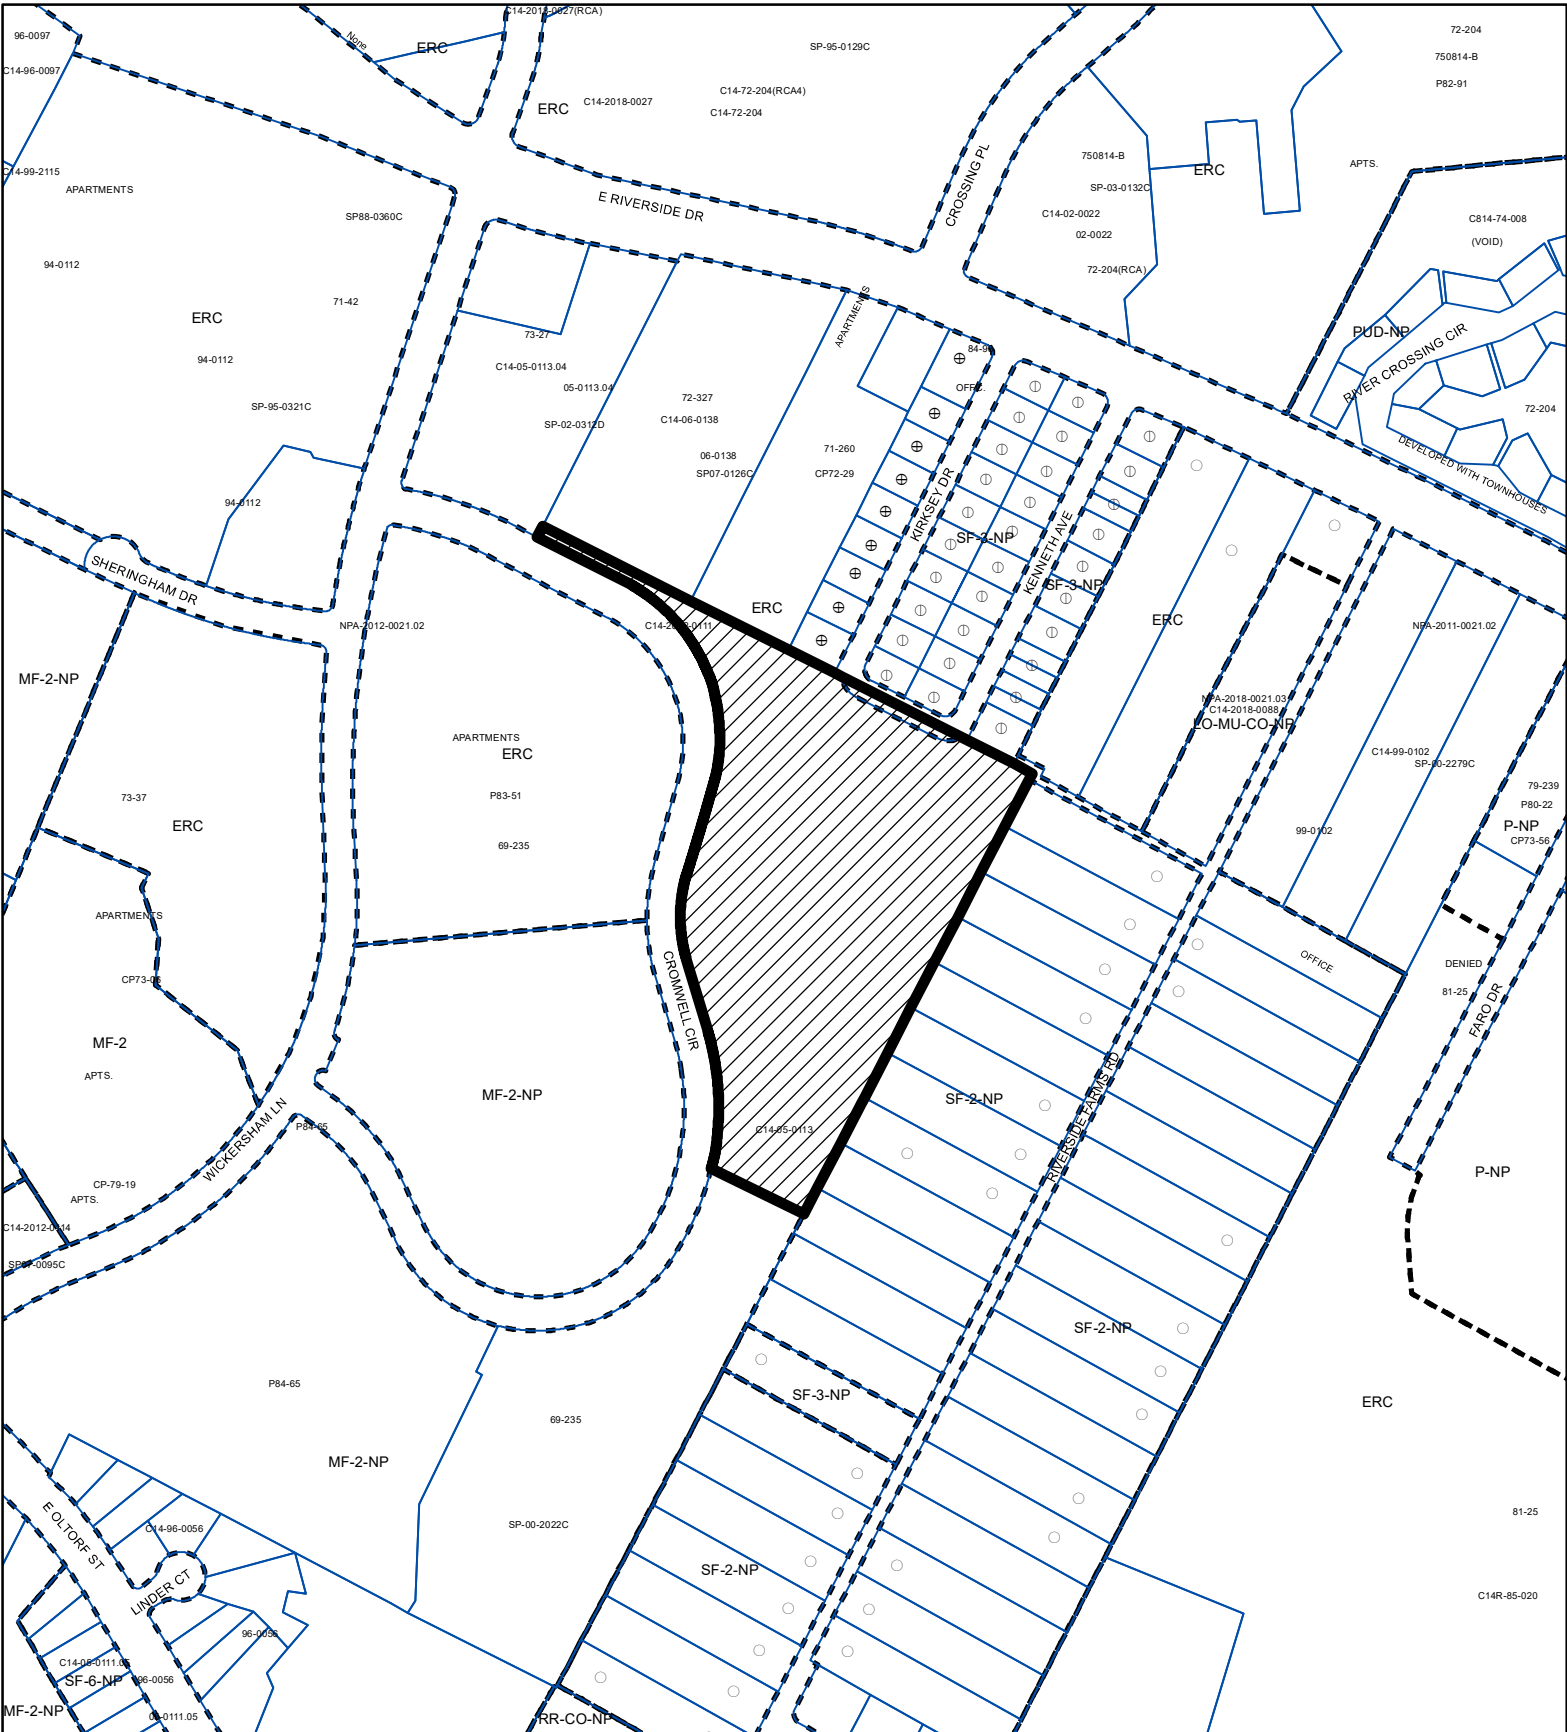 C14-2013-0027(RCA)
96-0097
None
ERC
SP-95-0129C
72-204
750814-B
P82-91
C14-96-0097
C14-72-204(RCA4)
C14-2018-0027
ERC
C14-72-204
C14-99-2115
APARTMENTS
E RIVERSIDE DR
CROSSING PL
750814-B
SP-03-0132C
ERC
APTS.
SP88-0360C
C14-02-0022
02-0022
C814-74-008
(VOID)
94-0112
72-204(RCA)
71-42
ERC
94-0112
SP-95-0321C
94-0112
73-27
C14-05-0113.04
05-0113.04
SP-02-0312D
72-327
C14-06-0138
06-0138
SP07-0126C
APARTMENTS
71-260
CP72-29
OFFC.
PUD-NP
RIVER CROSSING CIR
72-204
DEVELOPED WITH TOWNHOUSES
KIRKSEY DR
SF-3-NP
KENNETH AVE
SF-3-NP
SHERINGHAM DR
NPA-2012-0021.02
ERC
ERC
NPA-2011-0021.02
MF-2-NP
NPA-2018-0021.03
C14-2018-0088
LO-MU-CO-NP
APARTMENTS
ERC
P83-51
69-235
C14-99-0102
SP-00-2279C
73-37
ERC
79-239
P80-22
P-NP
CP73-56
99-0102
APARTMENTS
CROMWELL CIR
OFFICE
DENIED
81-25
FARO DR
MF-2
APTS.
MF-2-NP
SF-2-NP
RIVERSIDE FARMS RD
WICKERSHAM LN
P84-65
C14-05-0113
P-NP
CP-79-19
APTS.
SF-2-NP
P84-65
SF-3-NP
ERC
69-235
MF-2-NP
E OLTORF ST
C14-96-0056
SP-00-2022C
81-25
LINDER CT
SF-2-NP
C14R-85-020
96-0056
SF-6-NP
96-0056
MF-2-NP
RR-CO-NP